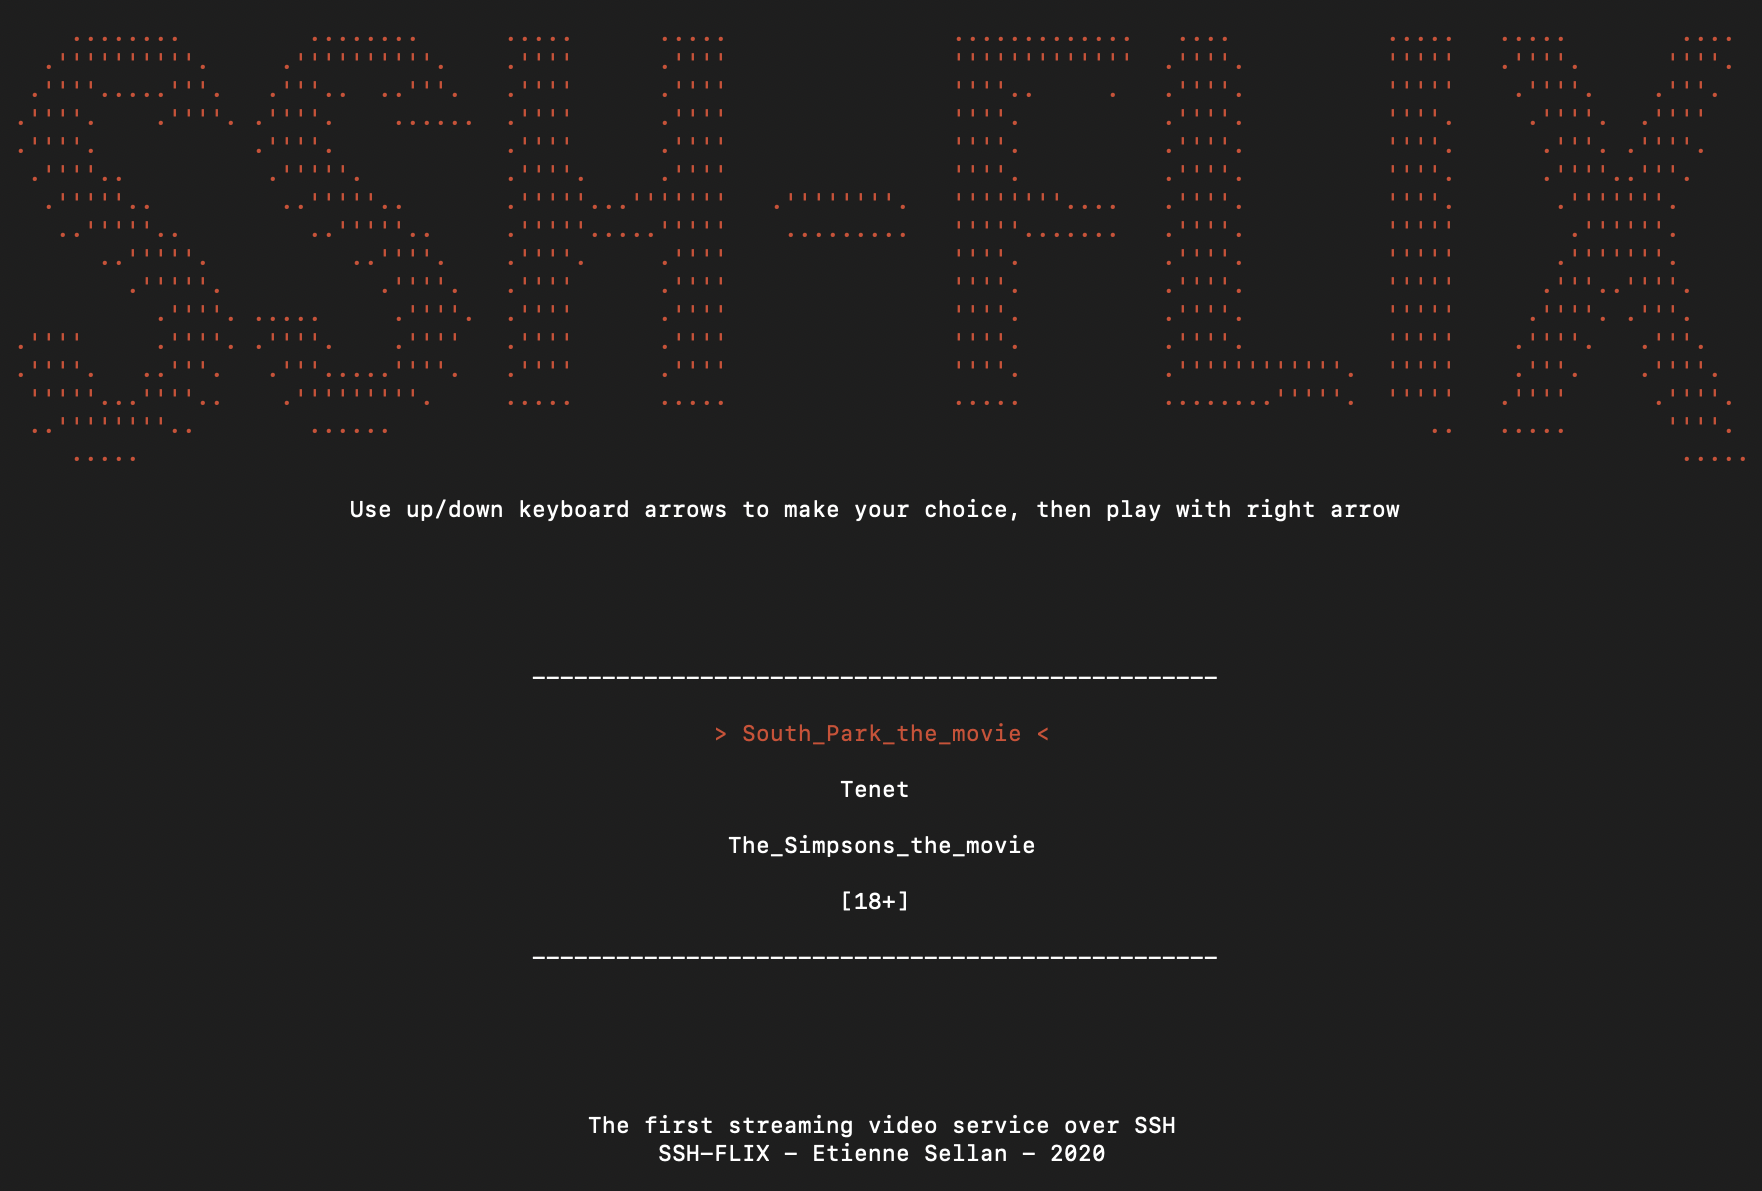 SSH-FLIX
Use up/down keyboard arrows to make your choice, then play with right arrow
> South_Park_the_movie <
Tenet
The_Simpsons_the_movie
[18+]
The first streaming video service over SSH
SSH-FLIX - Etienne Sellan - 2020